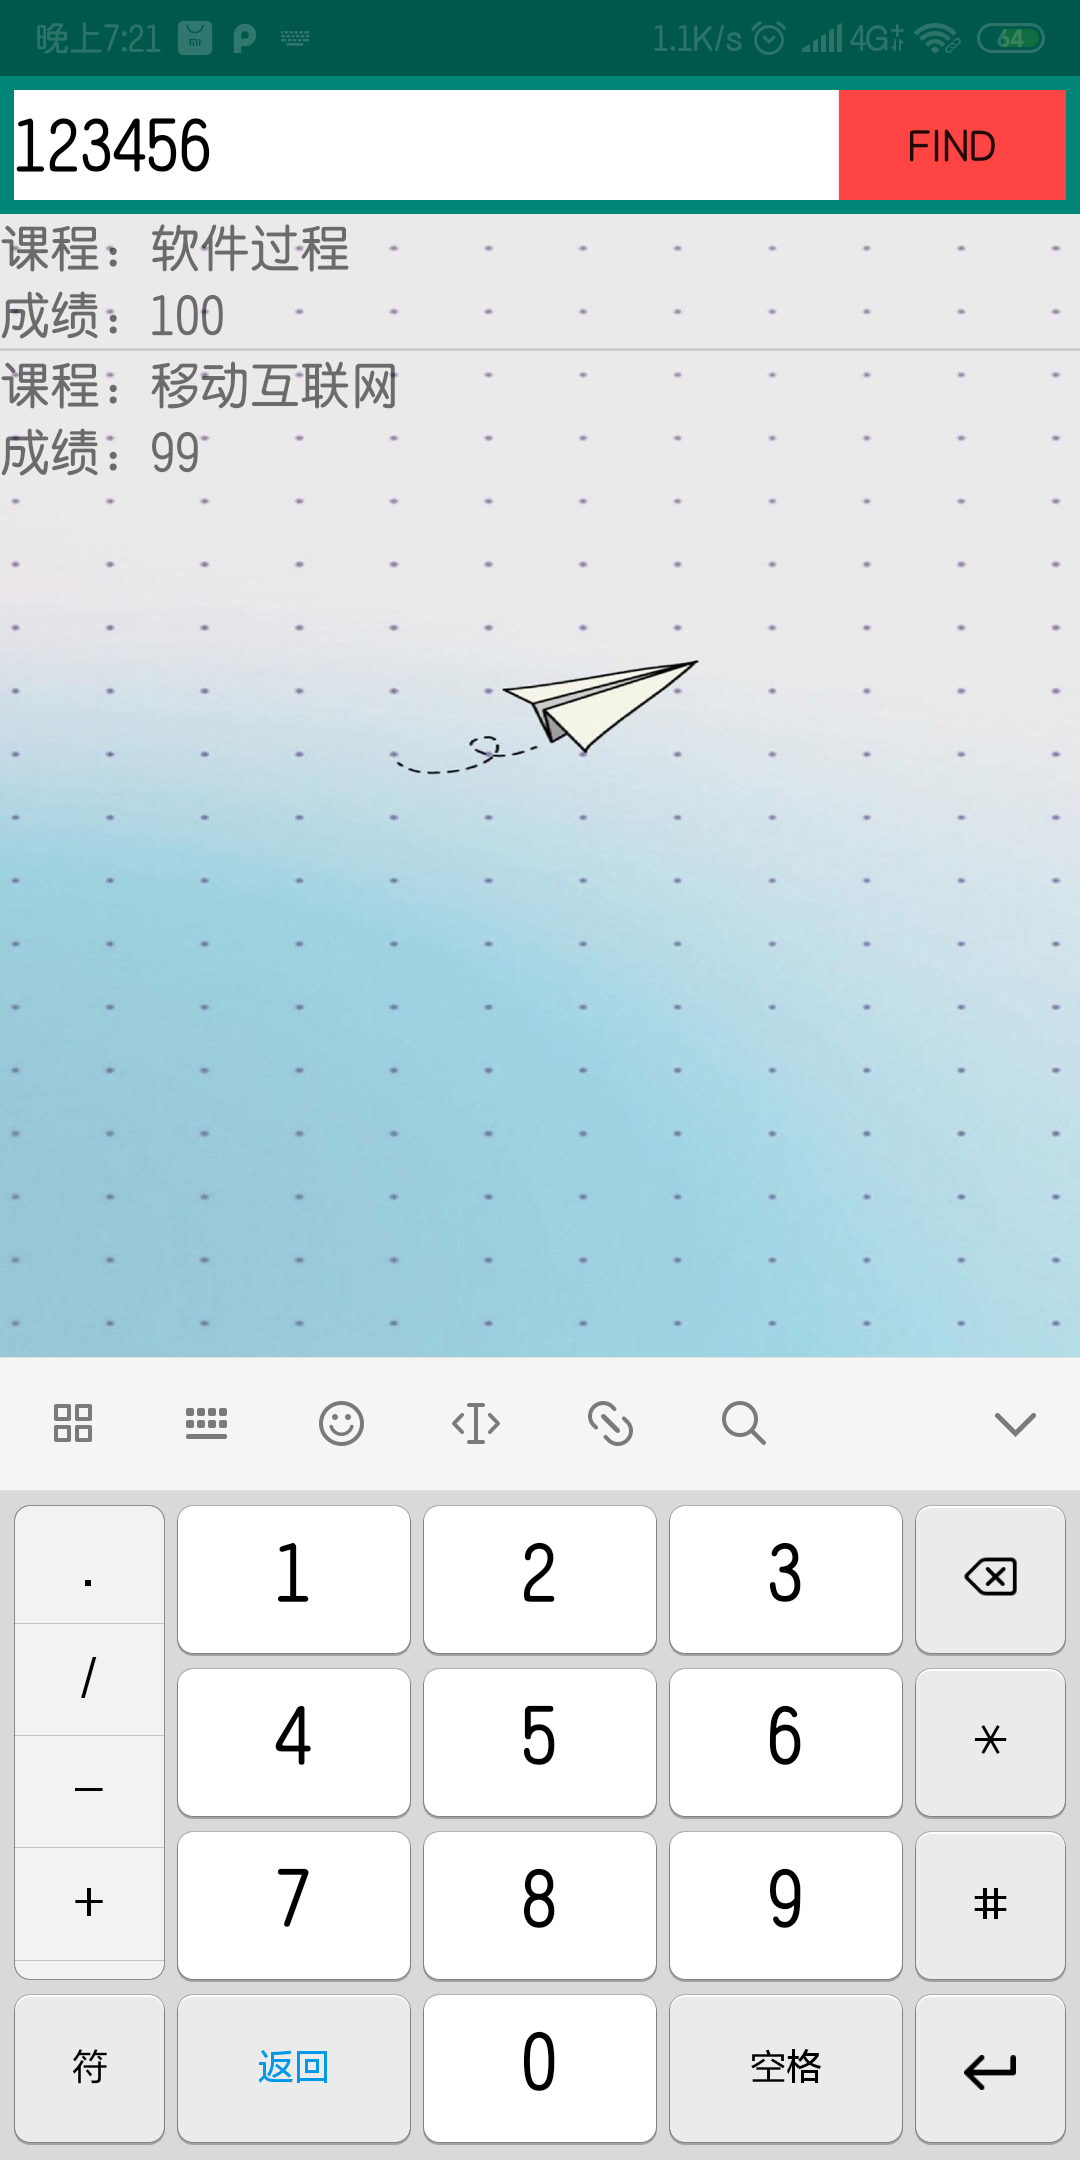 晚上7:21 mi 1.1K/s 4G 64
123456 FIND
课程：软件过程
成绩：100
课程：移动互联网
成绩：99
. 1 2 3
/ 4 5 6 *
－
+ 7 8 9 #
符 返回 0 空格